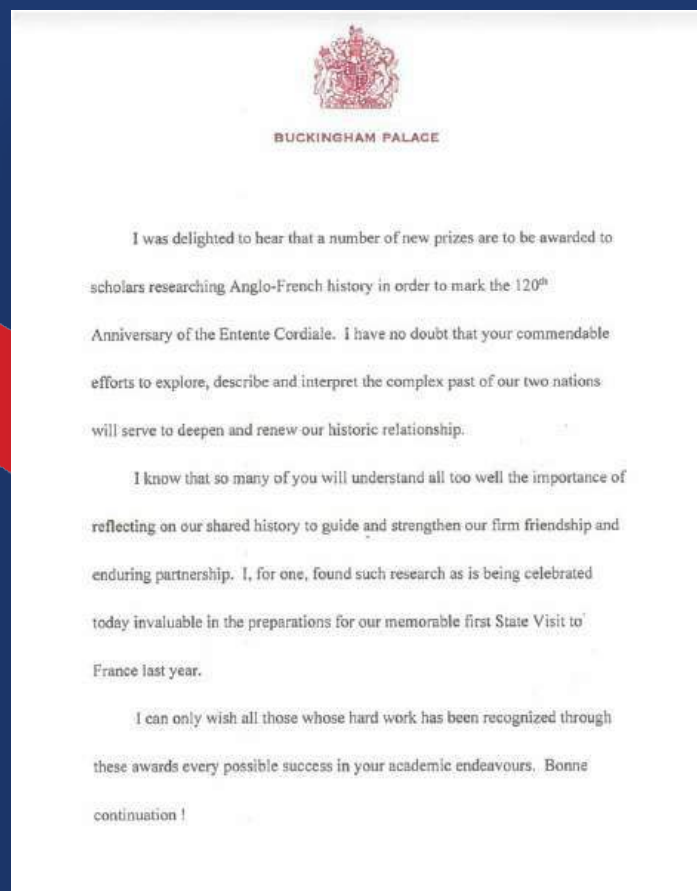 BUCKINGHAM PALACE
I was delighted to hear that a number of new prizes are to be awarded to
scholars researching Anglo-French history in order to mark the 120th
Anniversary of the Entente Cordiale. I have no doubt that your commendable
efforts to explore, describe and interpret the complex past of our two nations
will serve to deepen and renew our historic relationship.
I know that so many of you will understand all too well the importance of
reflecting on our shared history to guide and strengthen our firm friendship and
enduring partnership. I, for one, found such research as is being celebrated
today invaluable in the preparations for our memorable first State Visit to
France last year.
I can only wish all those whose hard work has been recognized through
these awards every possible success in your academic endeavours. Bonne
continuation !